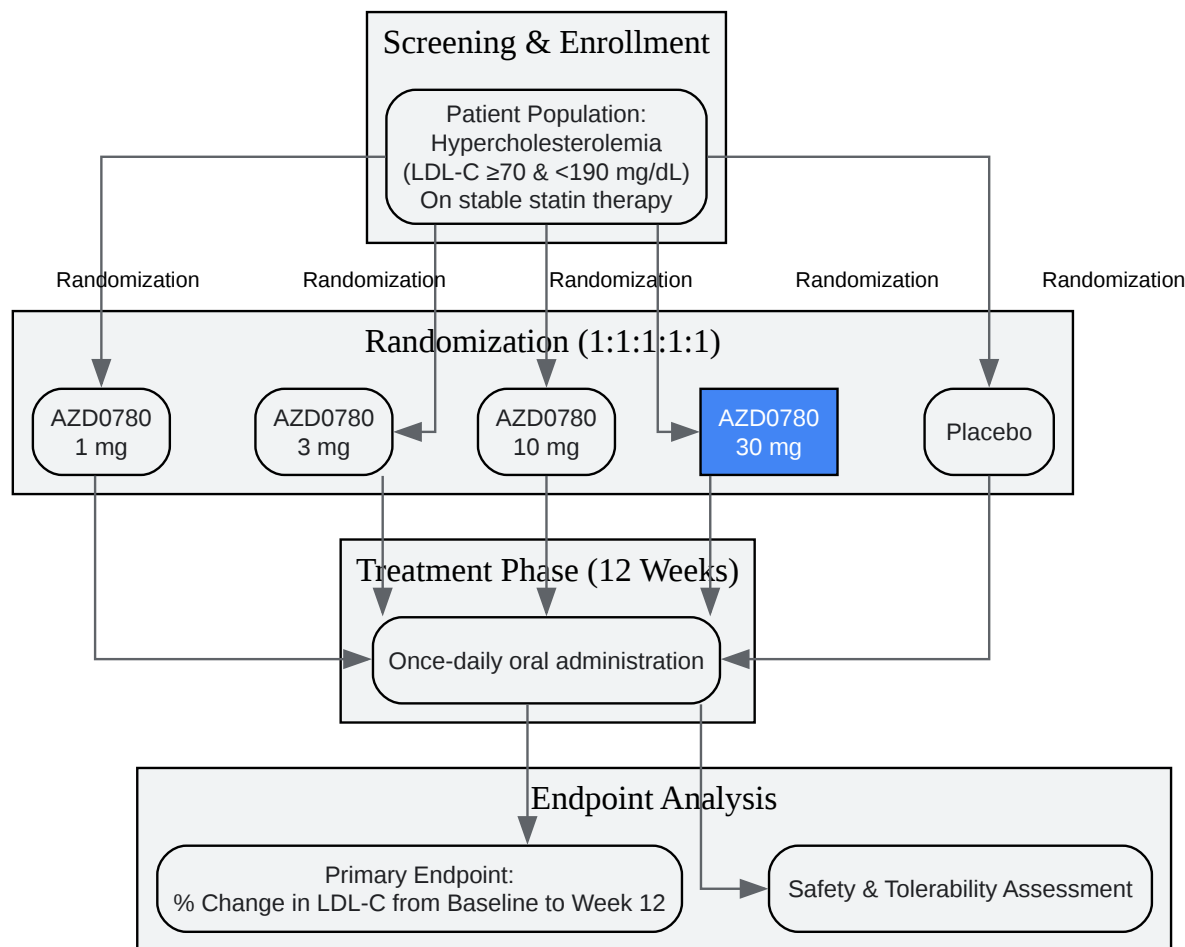 Screening & Enrollment
Patient Population:
Hypercholesterolemia
(LDL-C ≥70 & <190 mg/dL)
On stable statin therapy
Randomization
Randomization
Randomization
Randomization
Randomization
Randomization (1:1:1:1:1)
AZD0780
1 mg
AZD0780
3 mg
AZD0780
10 mg
AZD0780
30 mg
Placebo
Treatment Phase (12 Weeks)
Once-daily oral administration
Endpoint Analysis
Primary Endpoint:
% Change in LDL-C from Baseline to Week 12
Safety & Tolerability Assessment